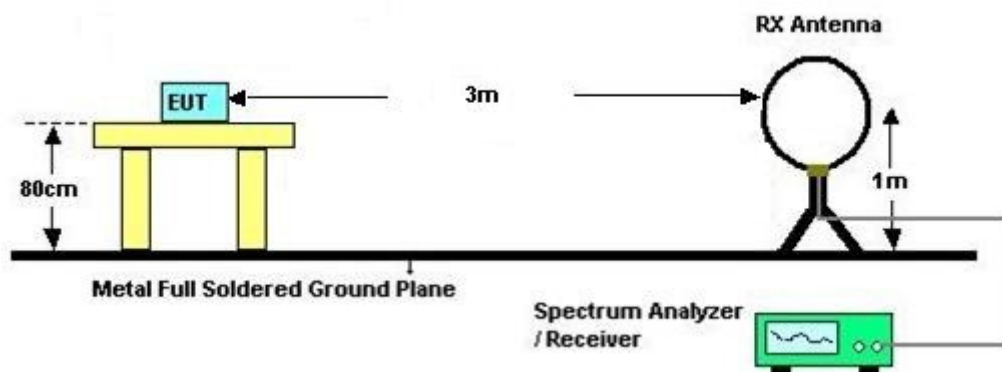 RX Antenna
EUT
3m
80cm
1m
Metal Full Soldered Ground Plane
Spectrum Analyzer
/ Receiver